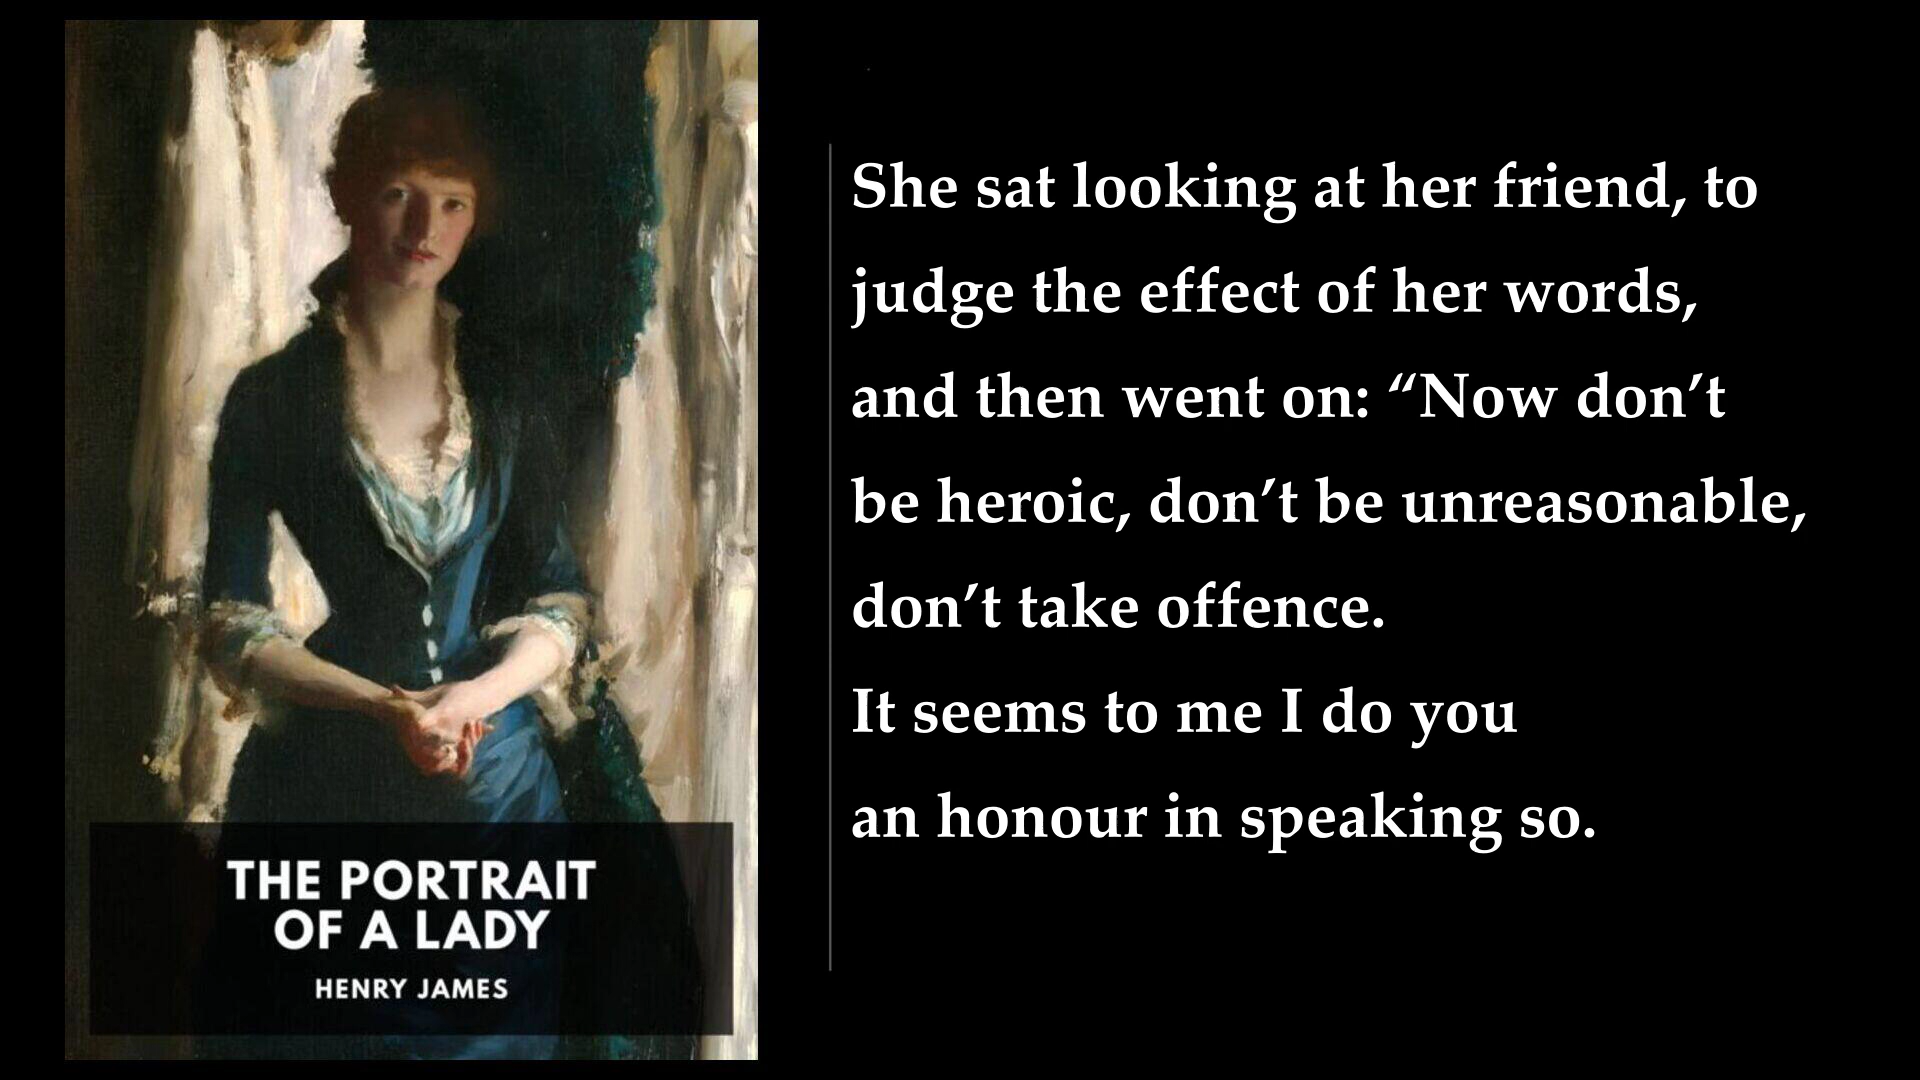 She sat looking at her friend, to
judge the effect of her words,
and then went on: “Now don’t
be heroic, don’t be unreasonable,
don’t take offence.
It seems to me I do you
an honour in speaking so.
THE PORTRAIT
OF A LADY
HENRY JAMES